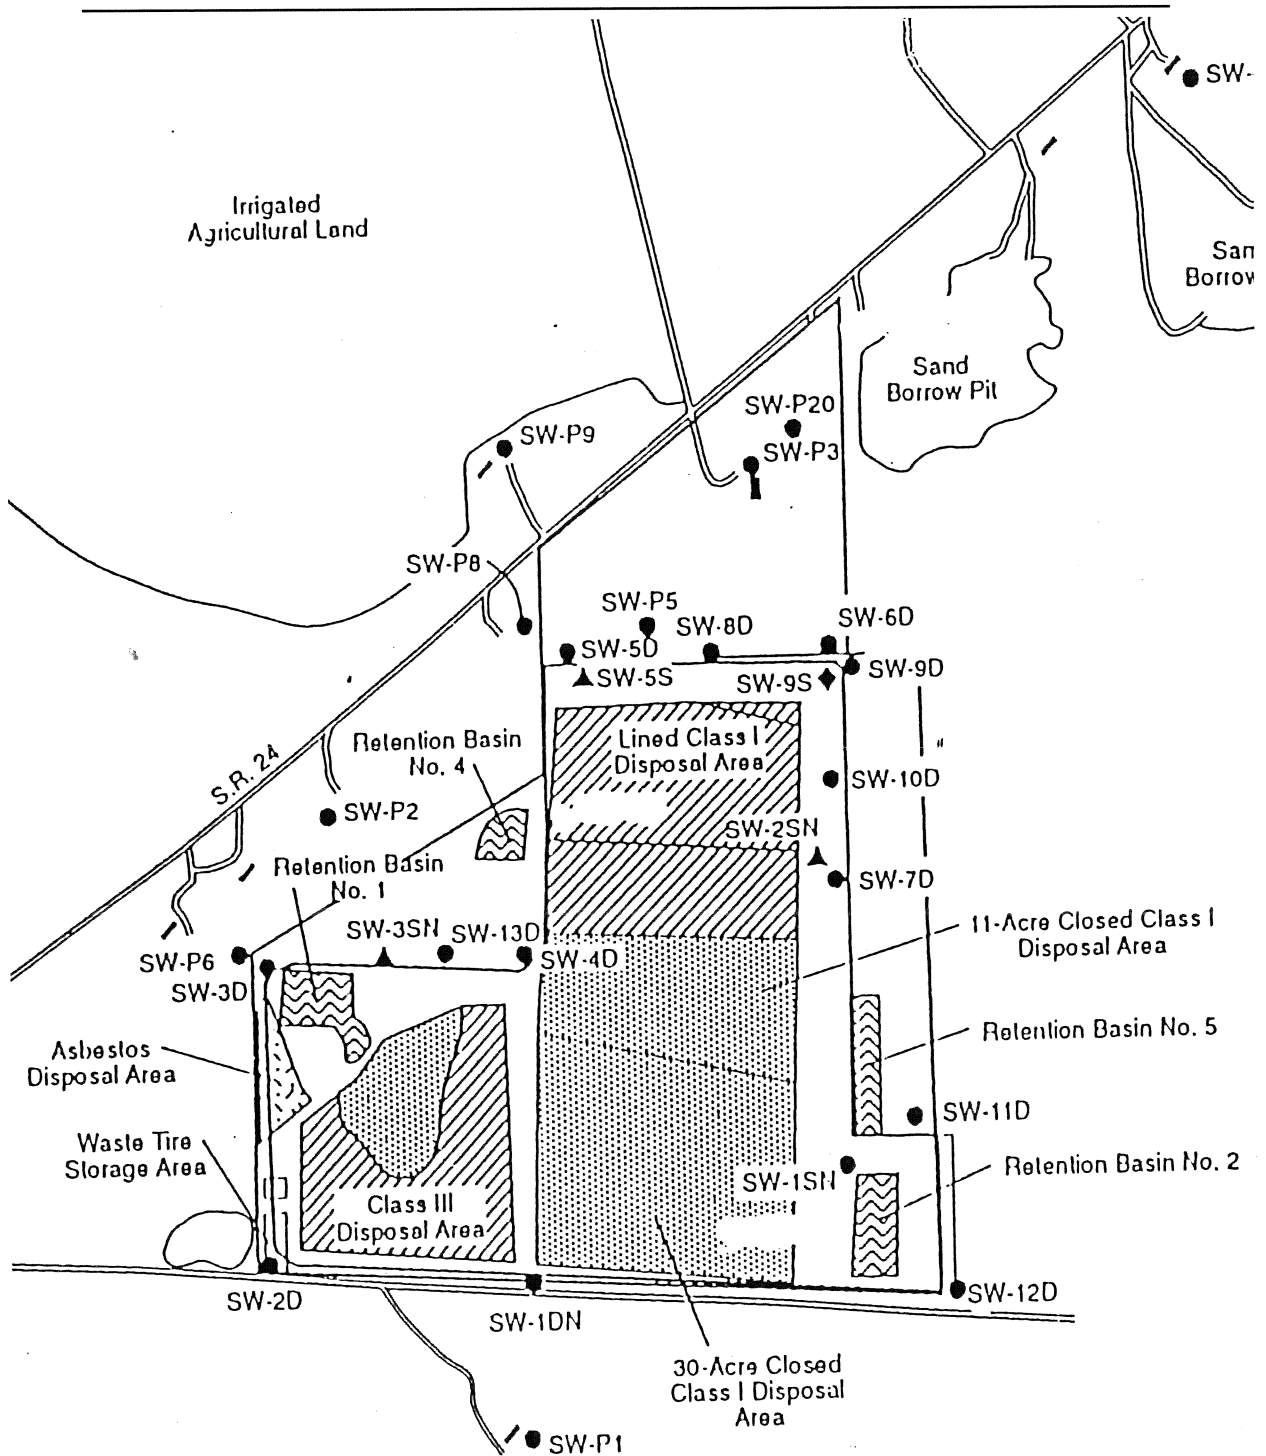 SW-
Irrigated
Agricultural Land
Sand
Borrow Pit
SW-P20
SW-P9
SW-P3
SW-P8
SW-P5
SW-8D
SW-6D
SW-5D
SW-5S
SW-9S
SW-9D
Retention Basin
No. 4
Lined Class I
Disposal Area
S.R. 24
SW-10D
SW-P2
SW-2SN
Retention Basin
No. 1
SW-7D
11-Acre Closed Class I
Disposal Area
SW-3SN
SW-13D
SW-4D
SW-P6
SW-3D
Retention Basin No. 5
Asbestos
Disposal Area
SW-11D
Waste Tire
Storage Area
Retention Basin No. 2
SW-1SN
Class III
Disposal Area
SW-2D
SW-1DN
SW-12D
30-Acre Closed
Class I Disposal
Area
SW-P1